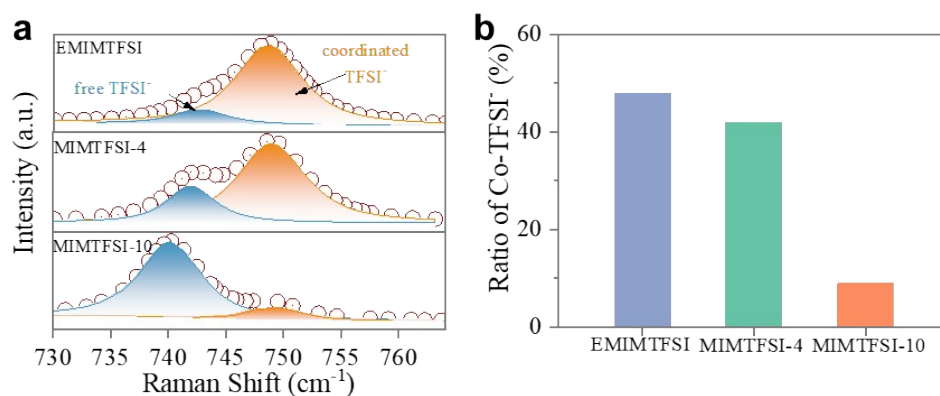 a
EMIMTFSI
coordinated
TFSI⁻
free TFSI⁻
MIMTFSI-4
MIMTFSI-10
Intensity (a.u.)
730 735 740 745 750 755 760
Raman Shift (cm⁻¹)
b
60
40
20
0
Ratio of Co-TFSI⁻ (%)
EMIMTFSI MIMTFSI-4 MIMTFSI-10